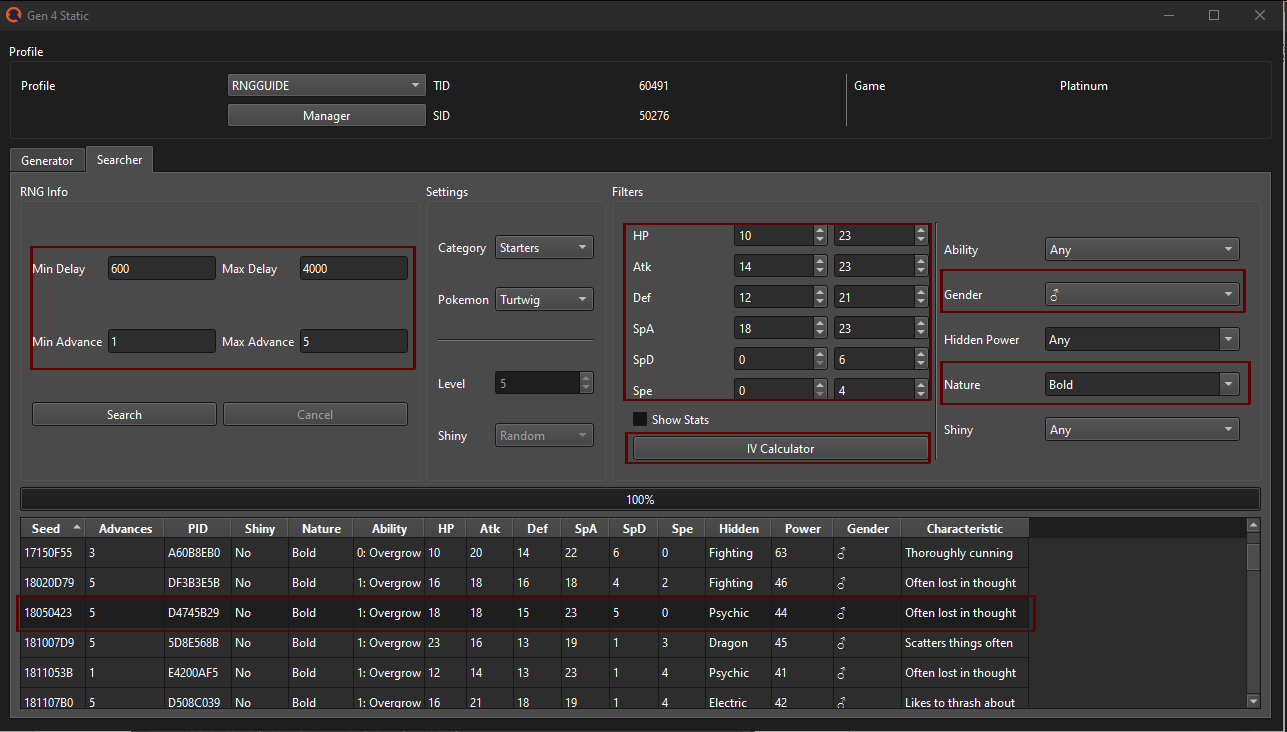 Gen 4 Static
Profile
Profile RNGGUIDE TID 60491 Game Platinum
Manager SID 50276
Generator Searcher
RNG Info Settings Filters
HP 10 23
Category Starters Ability Any
Min Delay 600 Max Delay 4000 Atk 14 23
Pokemon Turtwig Def 12 21 Gender ♂
SpA 18 23
Min Advance 1 Max Advance 5 Hidden Power Any
SpD 0 6
Level 5 Spe 0 4 Nature Bold
Search Cancel Show Stats
Shiny Random Shiny Any
IV Calculator
100%
Seed Advances PID Shiny Nature Ability HP Atk Def SpA SpD Spe Hidden Power Gender Characteristic
17150F55 3 A60B8EB0 No Bold 0: Overgrow 10 20 14 22 6 0 Fighting 63 ♂ Thoroughly cunning
18020D79 5 DF3B3E5B No Bold 1: Overgrow 16 18 16 18 4 2 Fighting 46 ♂ Often lost in thought
18050423 5 D4745B29 No Bold 1: Overgrow 18 18 15 23 5 0 Psychic 44 ♂ Often lost in thought
181007D9 5 5D8E568B No Bold 1: Overgrow 23 16 13 19 1 3 Dragon 45 ♂ Scatters things often
1811053B 1 E4200AF5 No Bold 1: Overgrow 12 14 13 23 1 4 Psychic 41 ♂ Often lost in thought
181107B0 5 D508C039 No Bold 1: Overgrow 16 21 18 19 1 4 Electric 42 ♂ Likes to thrash about